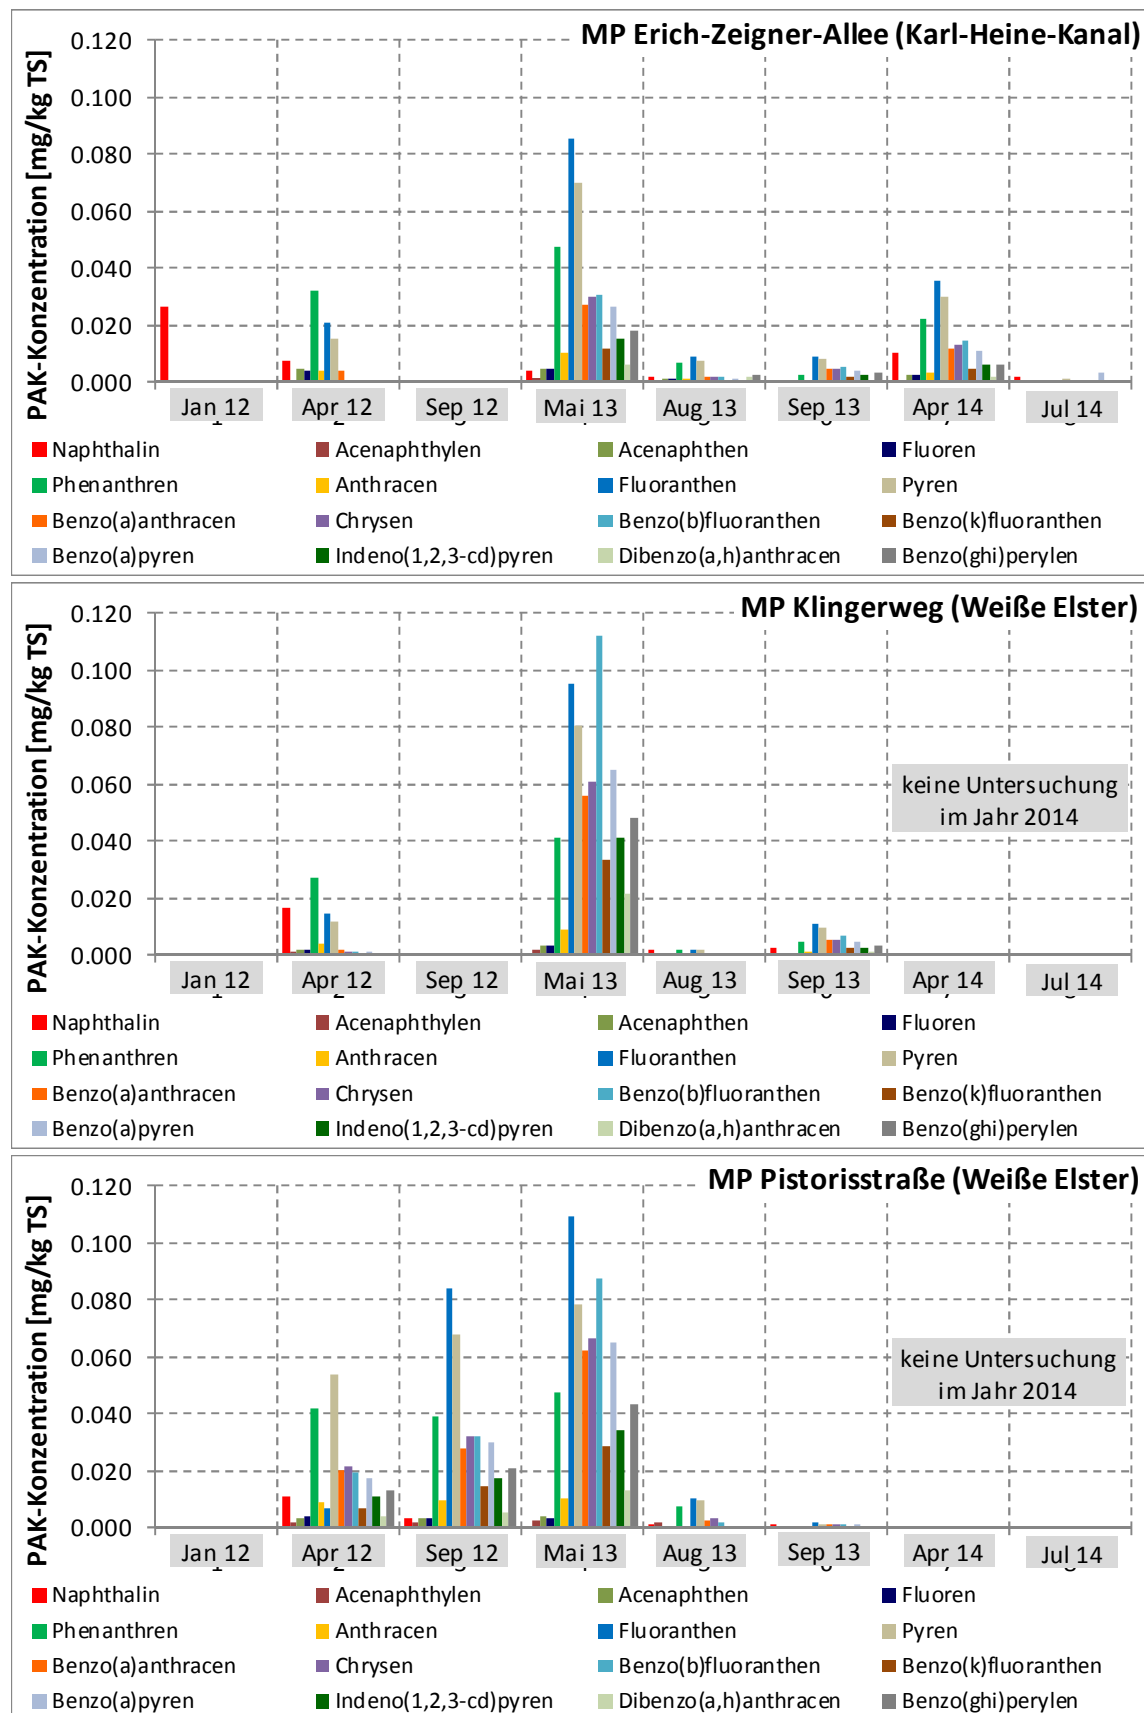 MP Erich-Zeigner-Allee (Karl-Heine-Kanal)
PAK-Konzentration [mg/kg TS]
0.120
0.100
0.080
0.060
0.040
0.020
0.000
Jan 12 Apr 12 Sep 12 Mai 13 Aug 13 Sep 13 Apr 14 Jul 14
Naphthalin Acenaphthylen Acenaphthen Fluoren
Phenanthren Anthracen Fluoranthen Pyren
Benzo(a)anthracen Chrysen Benzo(b)fluoranthen Benzo(k)fluoranthen
Benzo(a)pyren Indeno(1,2,3-cd)pyren Dibenzo(a,h)anthracen Benzo(ghi)perylen
MP Klingerweg (Weiße Elster)
PAK-Konzentration [mg/kg TS]
0.120
0.100
0.080
0.060
0.040
0.020
0.000
keine Untersuchung
im Jahr 2014
Jan 12 Apr 12 Sep 12 Mai 13 Aug 13 Sep 13 Apr 14 Jul 14
Naphthalin Acenaphthylen Acenaphthen Fluoren
Phenanthren Anthracen Fluoranthen Pyren
Benzo(a)anthracen Chrysen Benzo(b)fluoranthen Benzo(k)fluoranthen
Benzo(a)pyren Indeno(1,2,3-cd)pyren Dibenzo(a,h)anthracen Benzo(ghi)perylen
MP Pistorisstraße (Weiße Elster)
PAK-Konzentration [mg/kg TS]
0.120
0.100
0.080
0.060
0.040
0.020
0.000
keine Untersuchung
im Jahr 2014
Jan 12 Apr 12 Sep 12 Mai 13 Aug 13 Sep 13 Apr 14 Jul 14
Naphthalin Acenaphthylen Acenaphthen Fluoren
Phenanthren Anthracen Fluoranthen Pyren
Benzo(a)anthracen Chrysen Benzo(b)fluoranthen Benzo(k)fluoranthen
Benzo(a)pyren Indeno(1,2,3-cd)pyren Dibenzo(a,h)anthracen Benzo(ghi)perylen